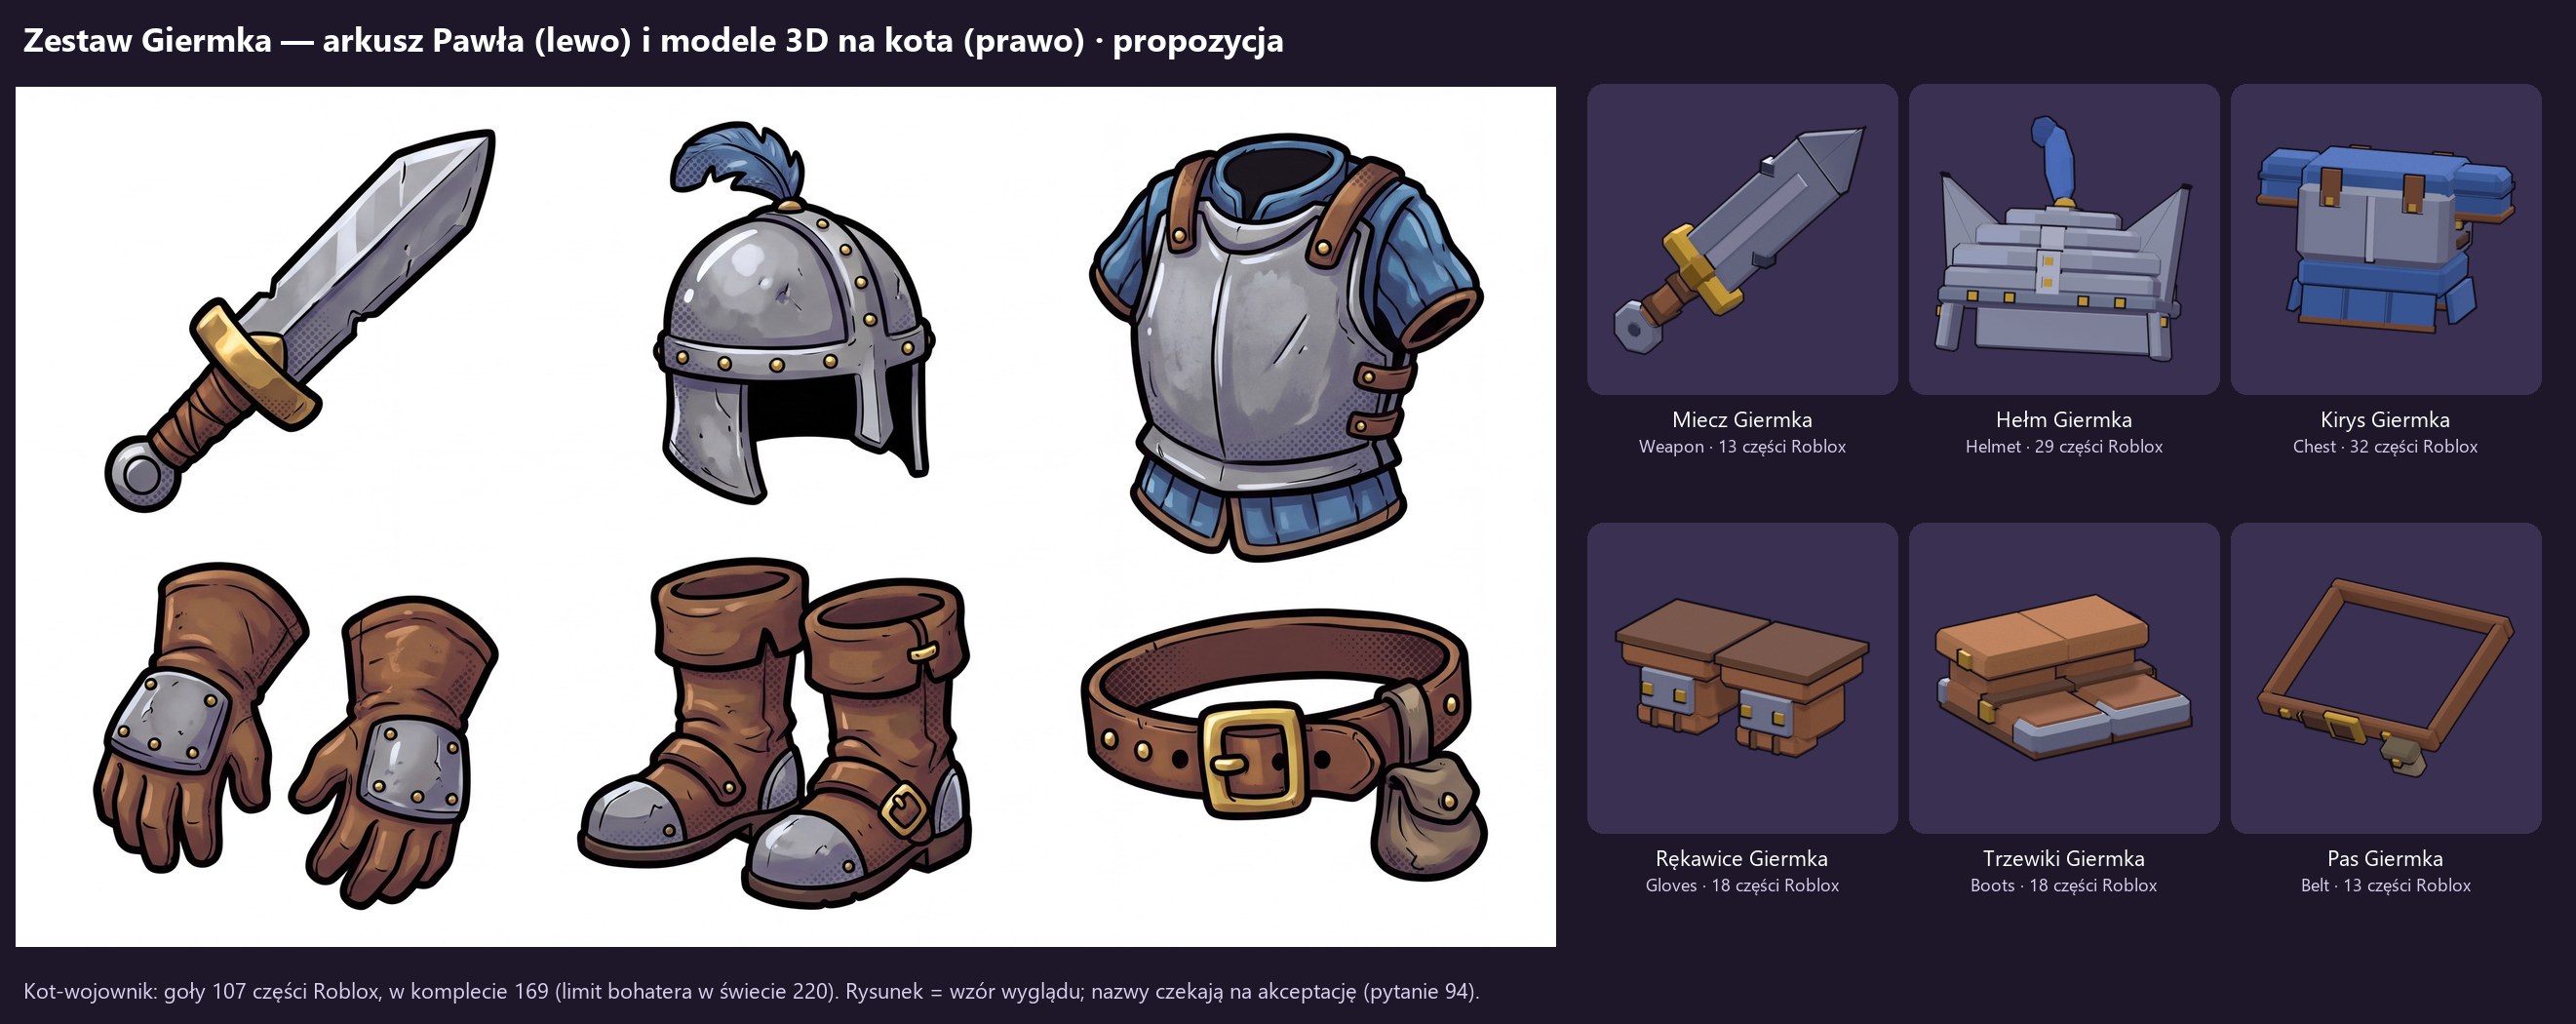 Zestaw Giermka — arkusz Pawła (lewo) i modele 3D na kota (prawo) · propozycja
Miecz Giermka
Weapon · 13 części Roblox
Hełm Giermka
Helmet · 29 części Roblox
Kirys Giermka
Chest · 32 części Roblox
Rękawice Giermka
Gloves · 18 części Roblox
Trzewiki Giermka
Boots · 18 części Roblox
Pas Giermka
Belt · 13 części Roblox
Kot-wojownik: goły 107 części Roblox, w komplecie 169 (limit bohatera w świecie 220). Rysunek = wzór wyglądu; nazwy czekają na akceptację (pytanie 94).